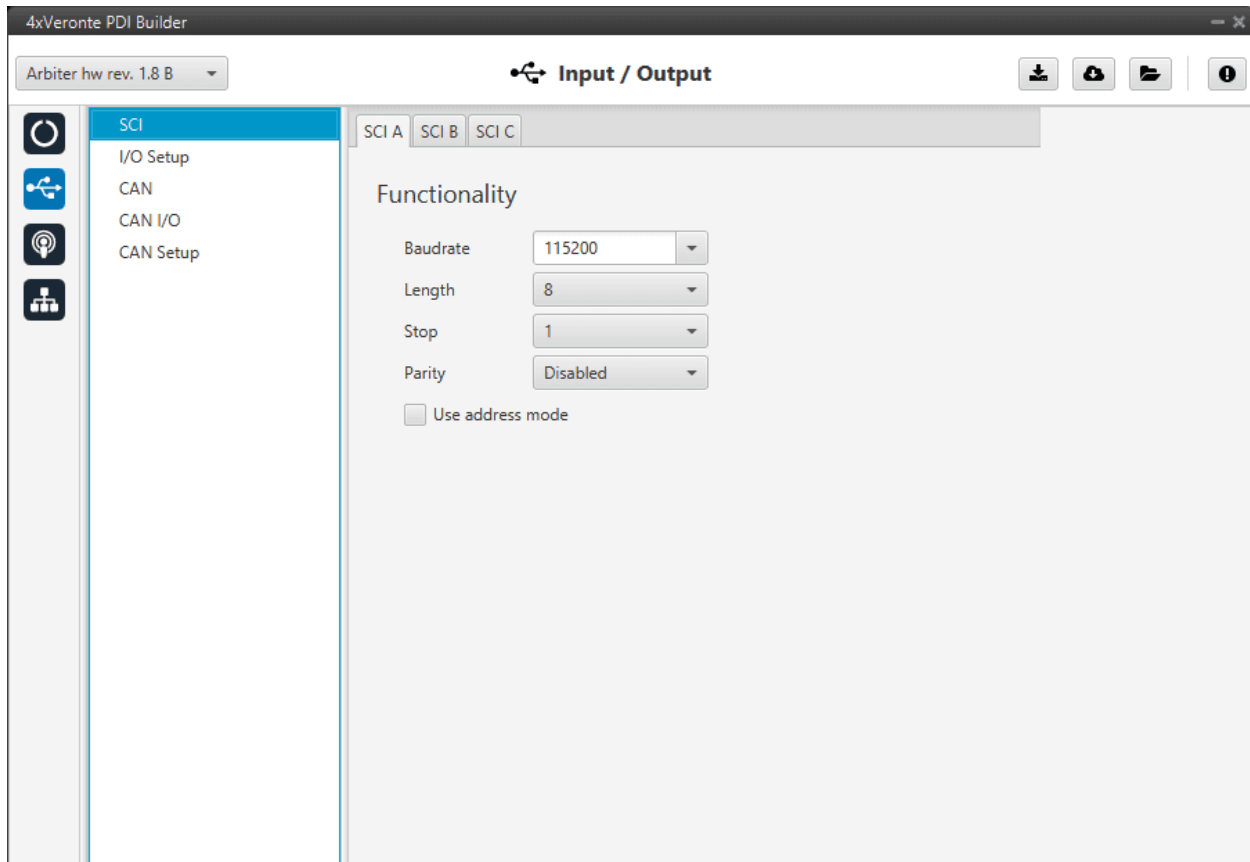 4xVeronte PDI Builder
Arbiter hw rev. 1.8 B
Input / Output
SCI
I/O Setup
CAN
CAN I/O
CAN Setup
SCI A SCI B SCI C
Functionality
Baudrate 115200
Length 8
Stop 1
Parity Disabled
Use address mode